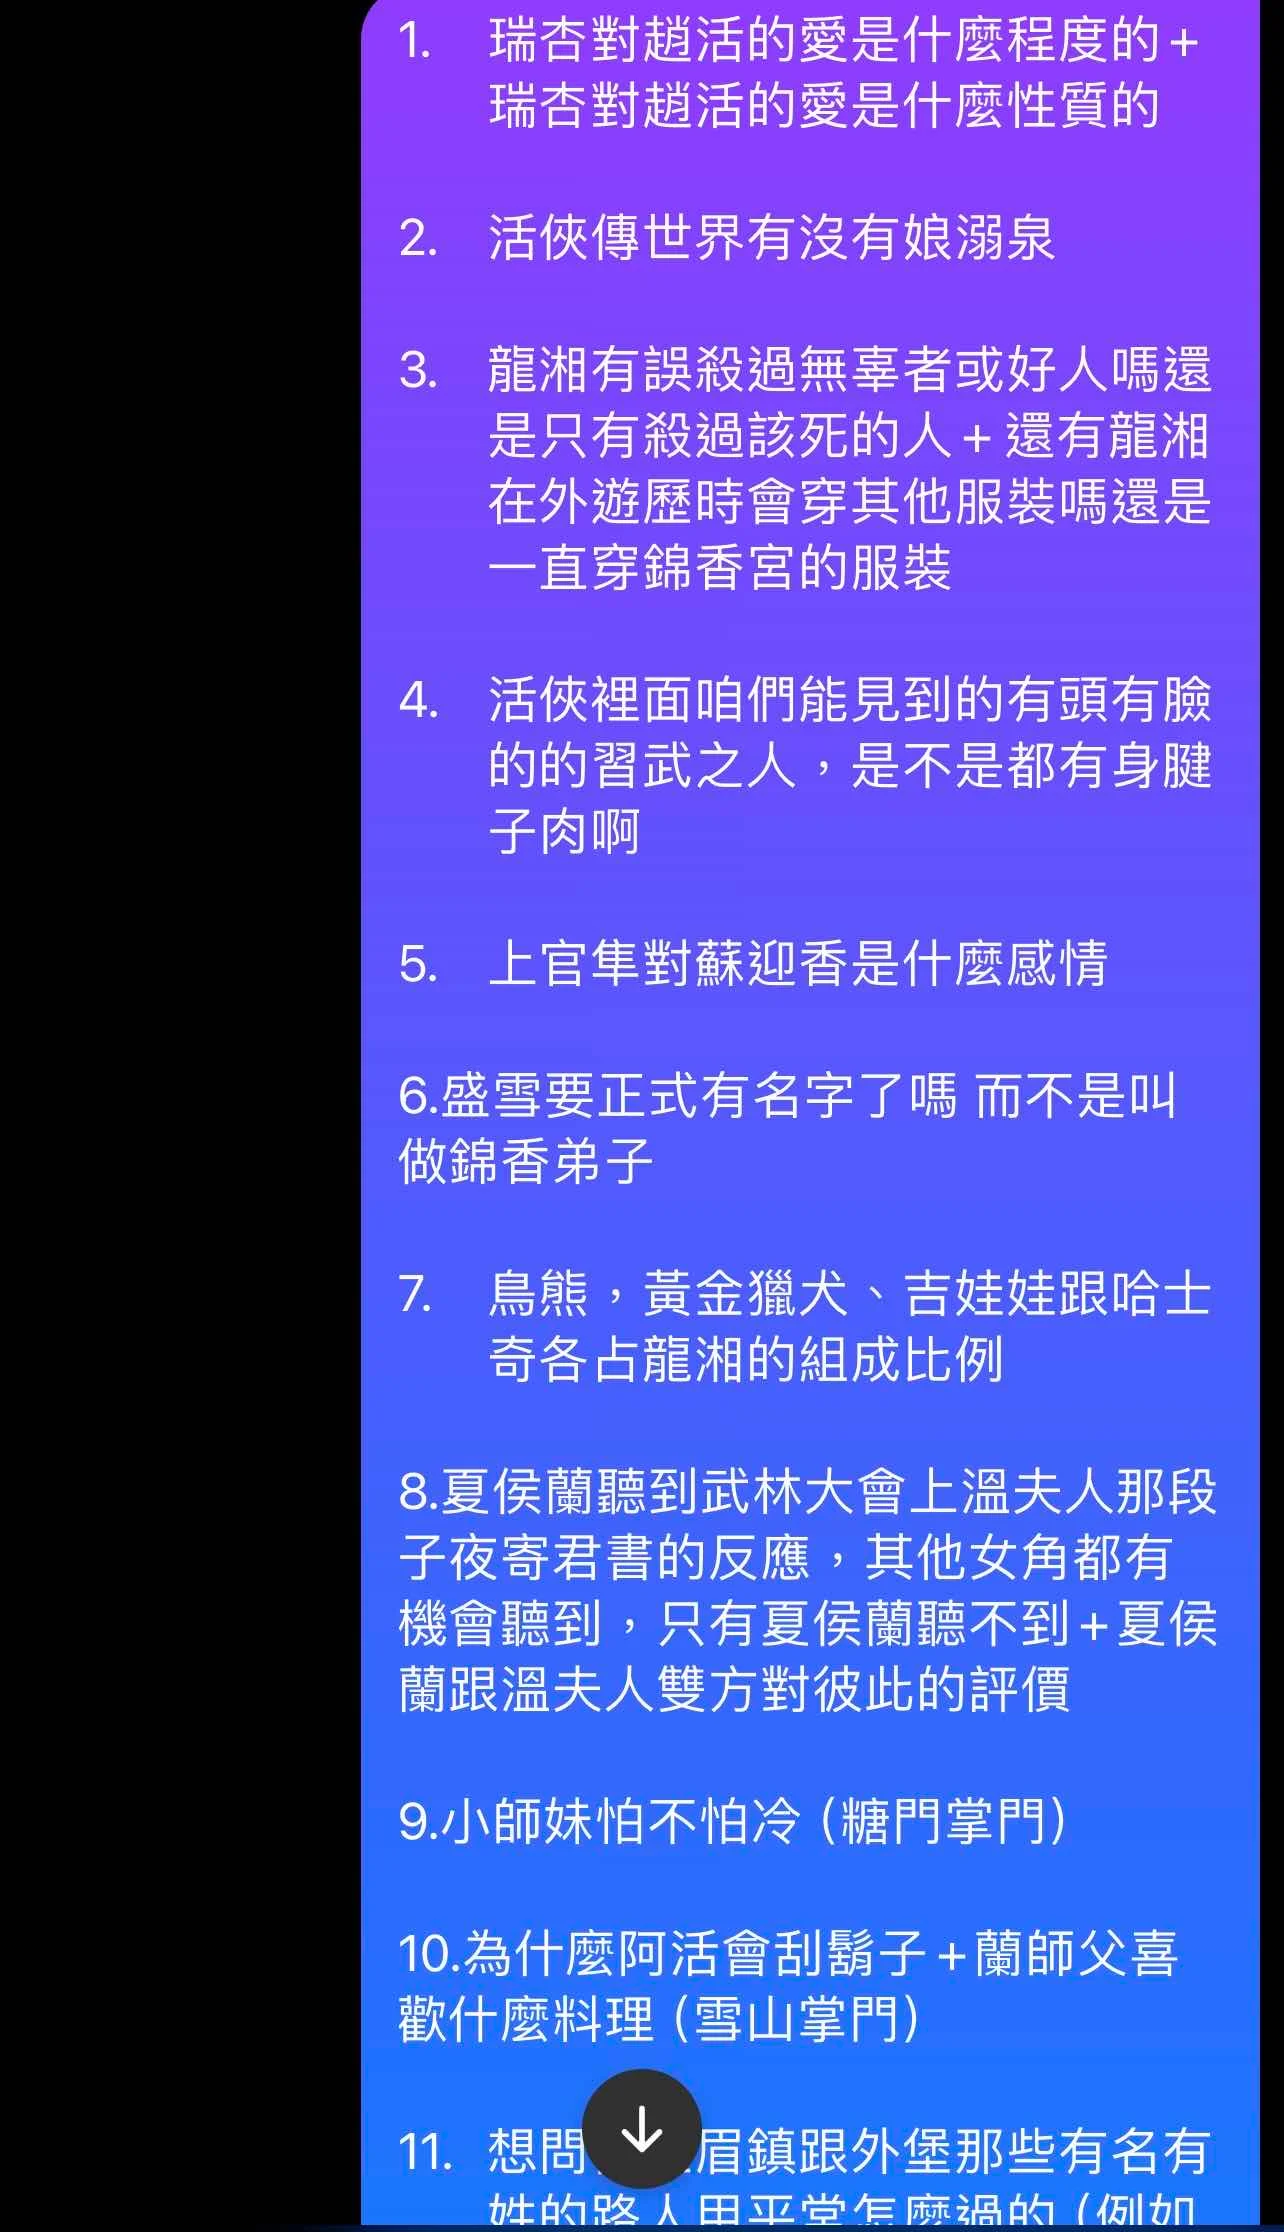 1. 瑞杏對趙活的愛是什麼程度的+
瑞杏對趙活的愛是什麼性質的
2. 活俠傳世界有沒有娘溺泉
3. 龍湘有誤殺過無辜者或好人嗎還
是只有殺過該死的人+ 還有龍湘
在外遊歷時會穿其他服裝嗎還是
一直穿錦香宮的服裝
4. 活俠裡面咱們能見到的有頭有臉
的的習武之人，是不是都有身腱
子肉啊
5. 上官隼對蘇迎香是什麼感情
6.盛雪要正式有名字了嗎 而不是叫
做錦香弟子
7. 鳥熊，黃金獵犬、吉娃娃跟哈士
奇各占龍湘的組成比例
8.夏侯蘭聽到武林大會上溫夫人那段
子夜寄君書的反應，其他女角都有
機會聽到，只有夏侯蘭聽不到+夏侯
蘭跟溫夫人雙方對彼此的評價
9.小師妹怕不怕冷（糖門掌門）
10.為什麼阿活會刮鬍子+蘭師父喜
歡什麼料理（雪山掌門）
11. 想問 眉鎮跟外堡那些有名有
姓的路人甲平常怎麼過的（例如